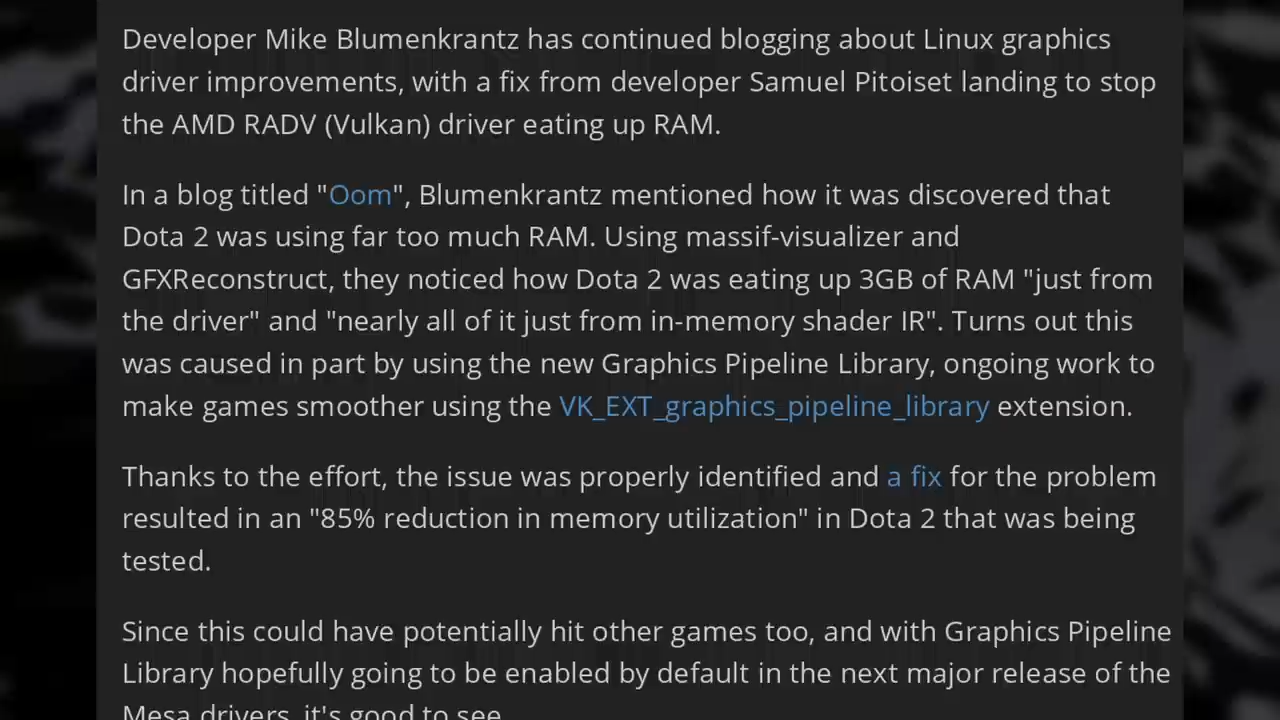 Developer Mike Blumenkrantz has continued blogging about Linux graphics
driver improvements, with a fix from developer Samuel Pitoiset landing to stop
the AMD RADV (Vulkan) driver eating up RAM.
In a blog titled "Oom", Blumenkrantz mentioned how it was discovered that
Dota 2 was using far too much RAM. Using massif-visualizer and
GFXReconstruct, they noticed how Dota 2 was eating up 3GB of RAM "just from
the driver" and "nearly all of it just from in-memory shader IR". Turns out this
was caused in part by using the new Graphics Pipeline Library, ongoing work to
make games smoother using the VK_EXT_graphics_pipeline_library extension.
Thanks to the effort, the issue was properly identified and a fix for the problem
resulted in an "85% reduction in memory utilization" in Dota 2 that was being
tested.
Since this could have potentially hit other games too, and with Graphics Pipeline
Library hopefully going to be enabled by default in the next major release of the
Mesa drivers, it's good to see.